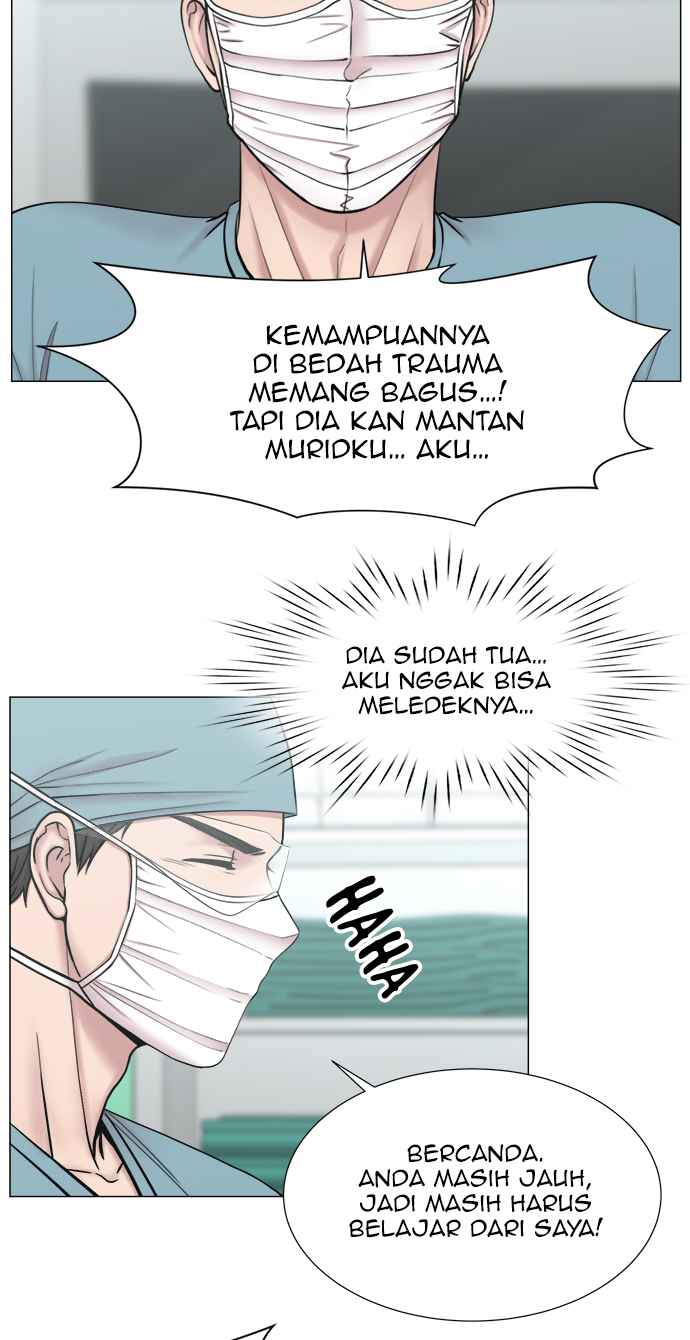 KEMAMPUANNYA
DI BEDAH TRAUMA
MEMANG BAGUS...!
TAPI DIA KAN MANTAN
MURIDKU... AKU...
DIA SUDAH TUA...
AKU NGGAK BISA
MELEDEKNYA...
HAHA
BERCANDA.
ANDA MASIH JAUH,
JADI MASIH HARUS
BELAJAR DARI SAYA!